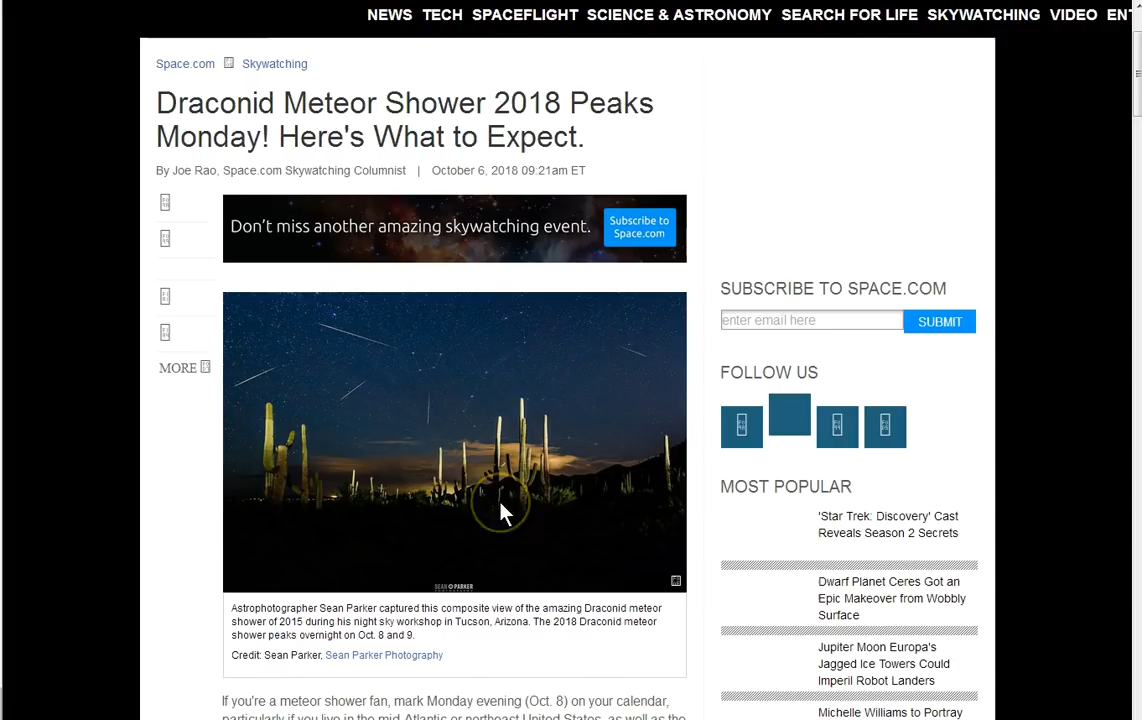 NEWS TECH SPACEFLIGHT SCIENCE & ASTRONOMY SEARCH FOR LIFE SKYWATCHING VIDEO
Space.com Skywatching
Draconid Meteor Shower 2018 Peaks
Monday! Here's What to Expect.
By Joe Rao, Space.com Skywatching Columnist | October 6, 2018 09:21am ET
Don't miss another amazing skywatching event.
Subscribe to
Space.com
MORE
SEAN PARKER
Astrophotographer Sean Parker captured this composite view of the amazing Draconid meteor
shower of 2015 during his night sky workshop in Tucson, Arizona. The 2018 Draconid meteor
shower peaks overnight on Oct. 8 and 9.
Credit: Sean Parker, Sean Parker Photography
If you're a meteor shower fan, mark Monday evening (Oct. 8) on your calendar,
particularly if you live in the mid-Atlantic or northeast United States, as well as the
SUBSCRIBE TO SPACE.COM
enter email here SUBMIT
FOLLOW US
MOST POPULAR
'Star Trek: Discovery' Cast
Reveals Season 2 Secrets
Dwarf Planet Ceres Got an
Epic Makeover from Wobbly
Surface
Jupiter Moon Europa's
Jagged Ice Towers Could
Imperil Robot Landers
Michelle Williams to Portray